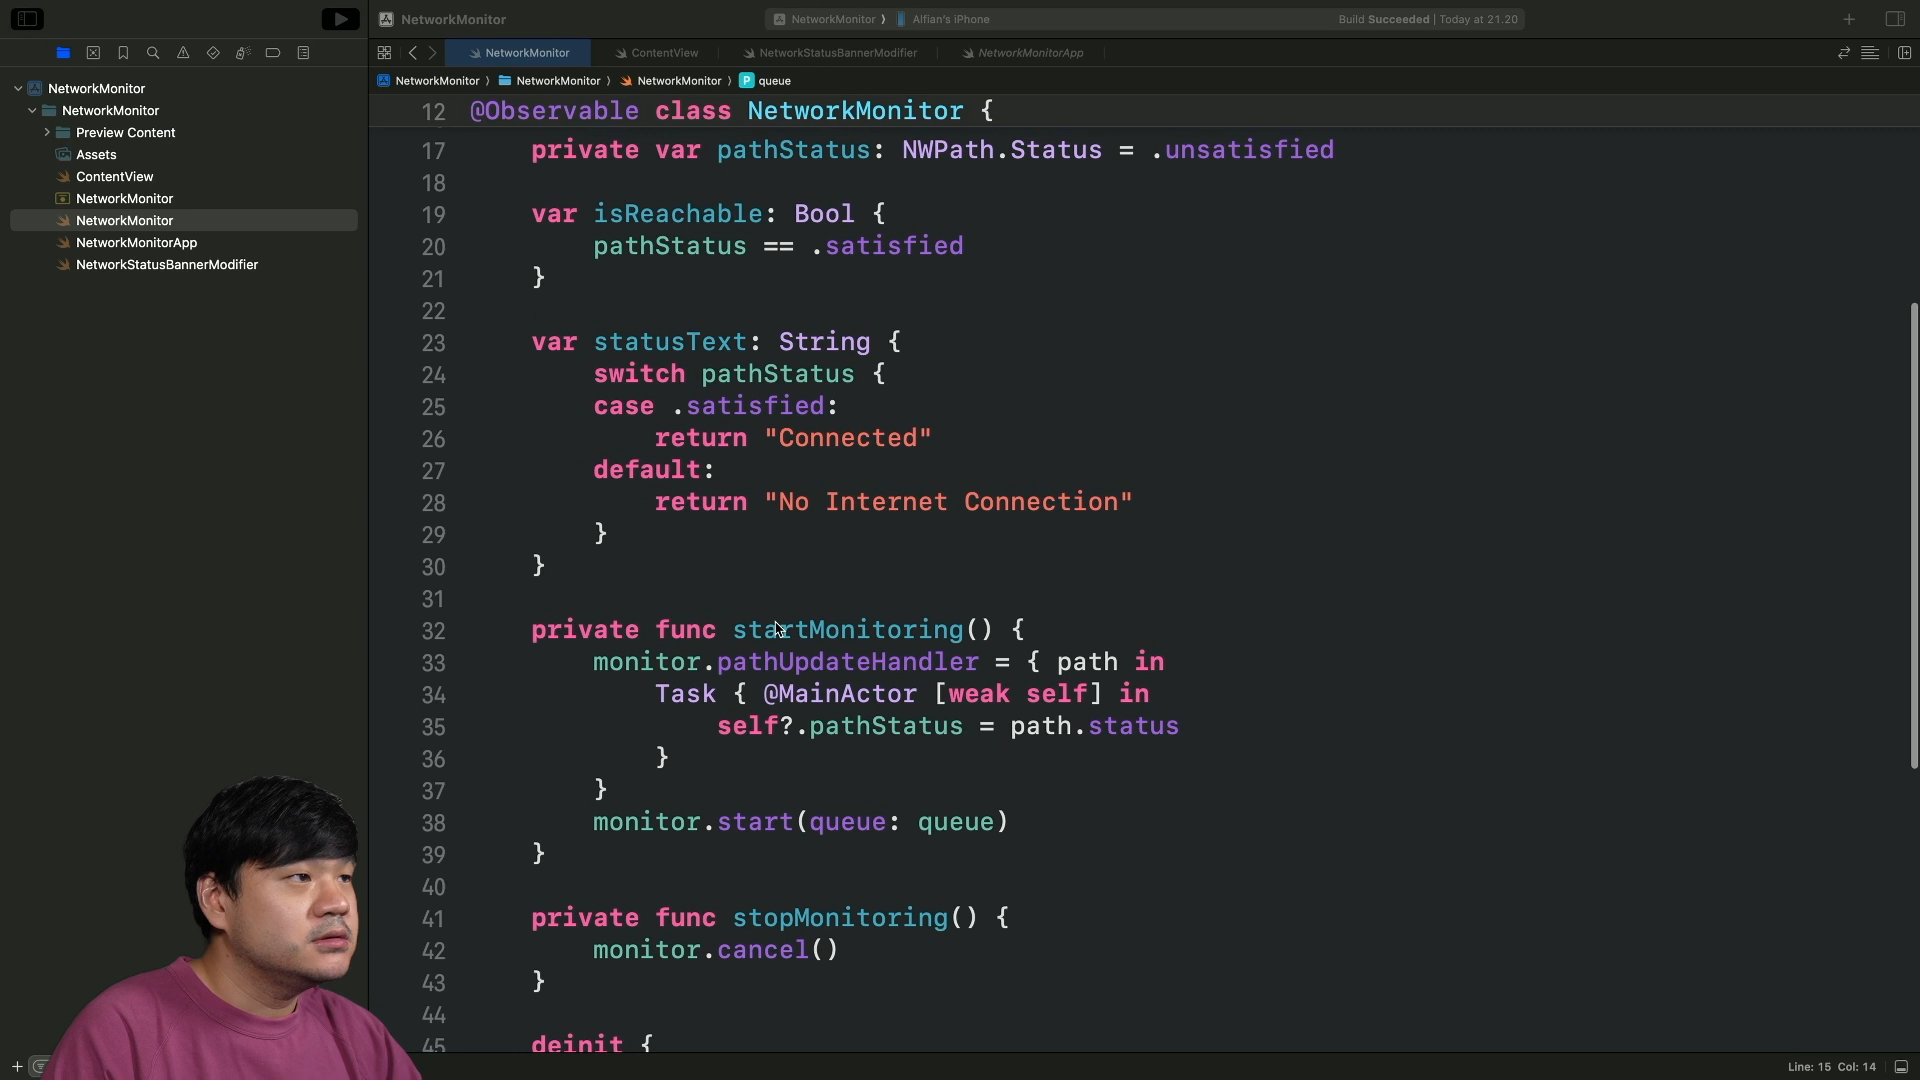 NetworkMonitor
NetworkMonitor ⟩ Alfian's iPhone
Build Succeeded | Today at 21.20
NetworkMonitor
ContentView
NetworkStatusBannerModifier
NetworkMonitorApp
NetworkMonitor ⟩ NetworkMonitor ⟩ NetworkMonitor ⟩ P queue
NetworkMonitor
NetworkMonitor
Preview Content
Assets
ContentView
NetworkMonitor
NetworkMonitor
NetworkMonitorApp
NetworkStatusBannerModifier
12 @Observable class NetworkMonitor {
17 private var pathStatus: NWPath.Status = .unsatisfied
18
19 var isReachable: Bool {
20 pathStatus == .satisfied
21 }
22
23 var statusText: String {
24 switch pathStatus {
25 case .satisfied:
26 return "Connected"
27 default:
28 return "No Internet Connection"
29 }
30 }
31
32 private func startMonitoring() {
33 monitor.pathUpdateHandler = { path in
34 Task { @MainActor [weak self] in
35 self?.pathStatus = path.status
36 }
37 }
38 monitor.start(queue: queue)
39 }
40
41 private func stopMonitoring() {
42 monitor.cancel()
43 }
44
45 deinit {
Line: 15 Col: 14